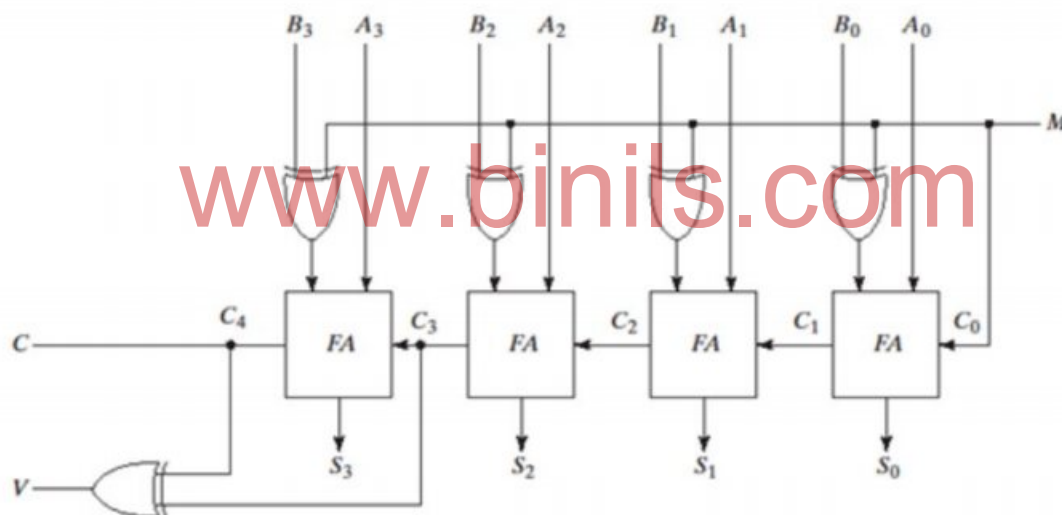 B3 A3 B2 A2 B1 A1 B0 A0
M
www.binils.com
C C4 FA C3 FA C2 FA C1 FA C0
S3 S2 S1 S0
V